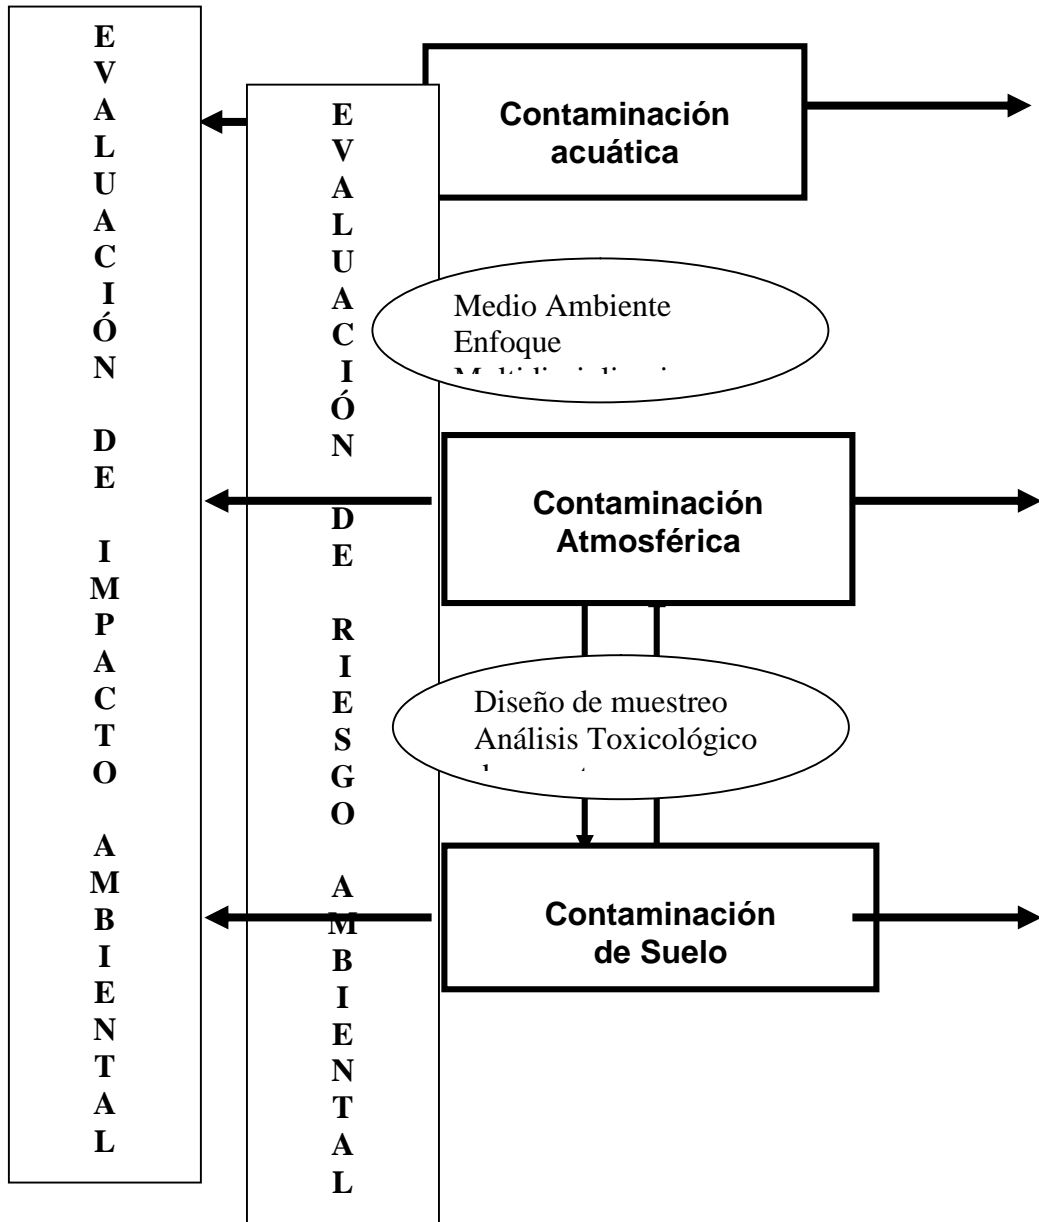 EVALUACIÓN DE IMPACTO AMBIENTAL
EVALUACIÓN DE RIESGO AMBIENTAL
Contaminación
acuática
Medio Ambiente
Enfoque
Contaminación
Atmosférica
Diseño de muestreo
Análisis Toxicológico
Contaminación
de Suelo